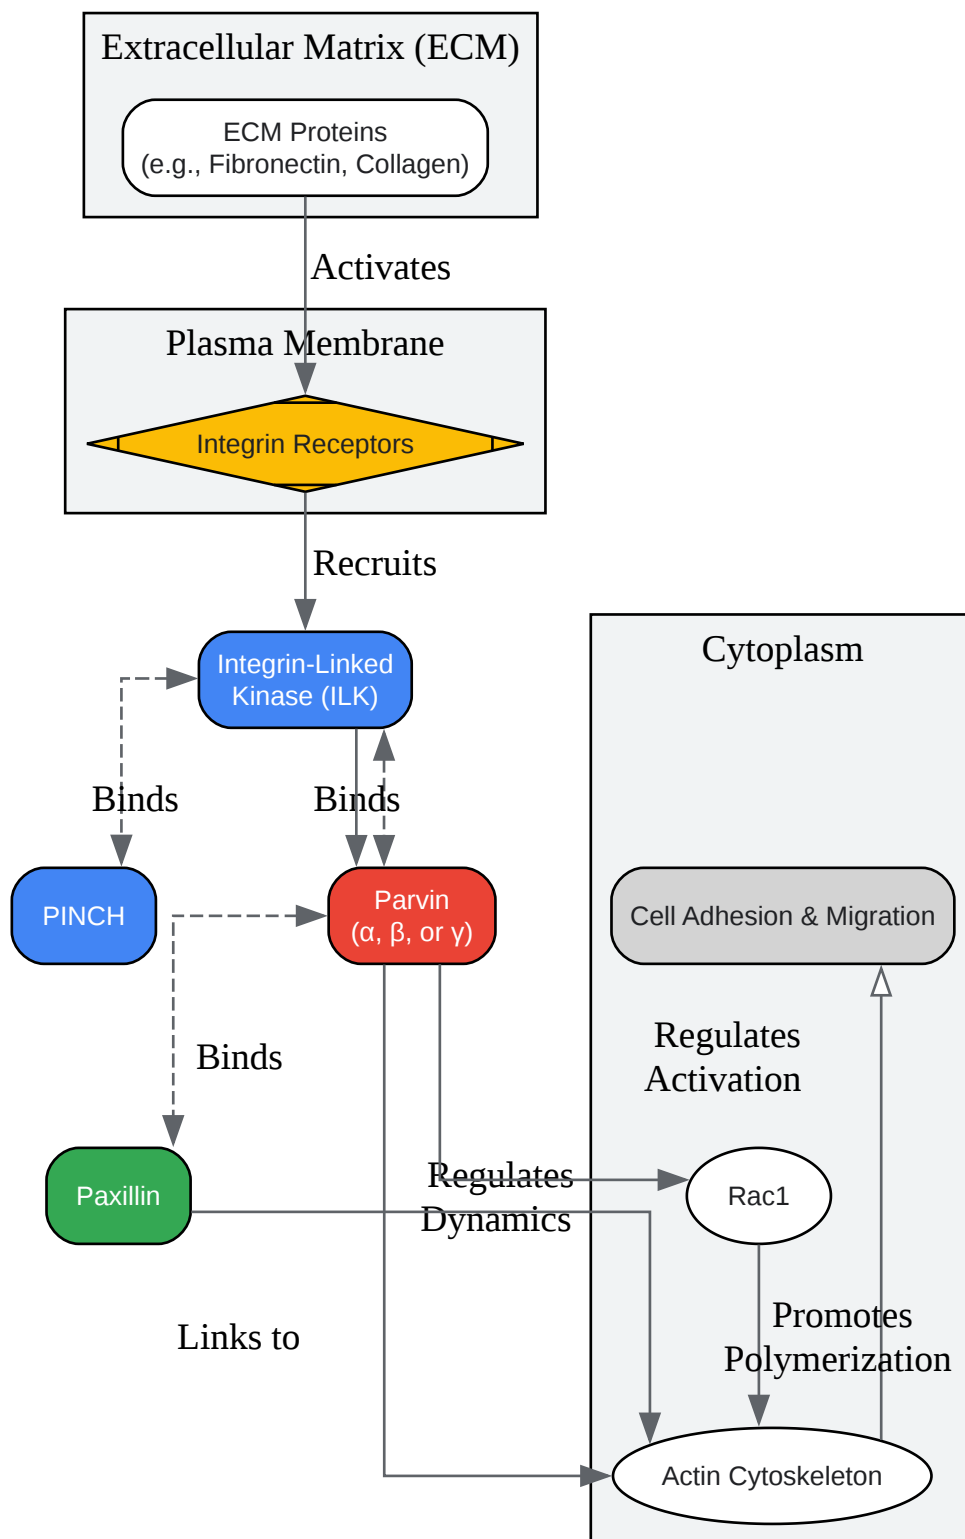 Extracellular Matrix (ECM)
ECM Proteins
(e.g., Fibronectin, Collagen)
Activates
Plasma Membrane
Integrin Receptors
Recruits
Integrin-Linked
Kinase (ILK)
Cytoplasm
Binds
Binds
PINCH
Parvin
(α, β, or γ)
Cell Adhesion & Migration
Regulates
Activation
Binds
Paxillin
Regulates
Dynamics
Rac1
Links to
Promotes
Polymerization
Actin Cytoskeleton